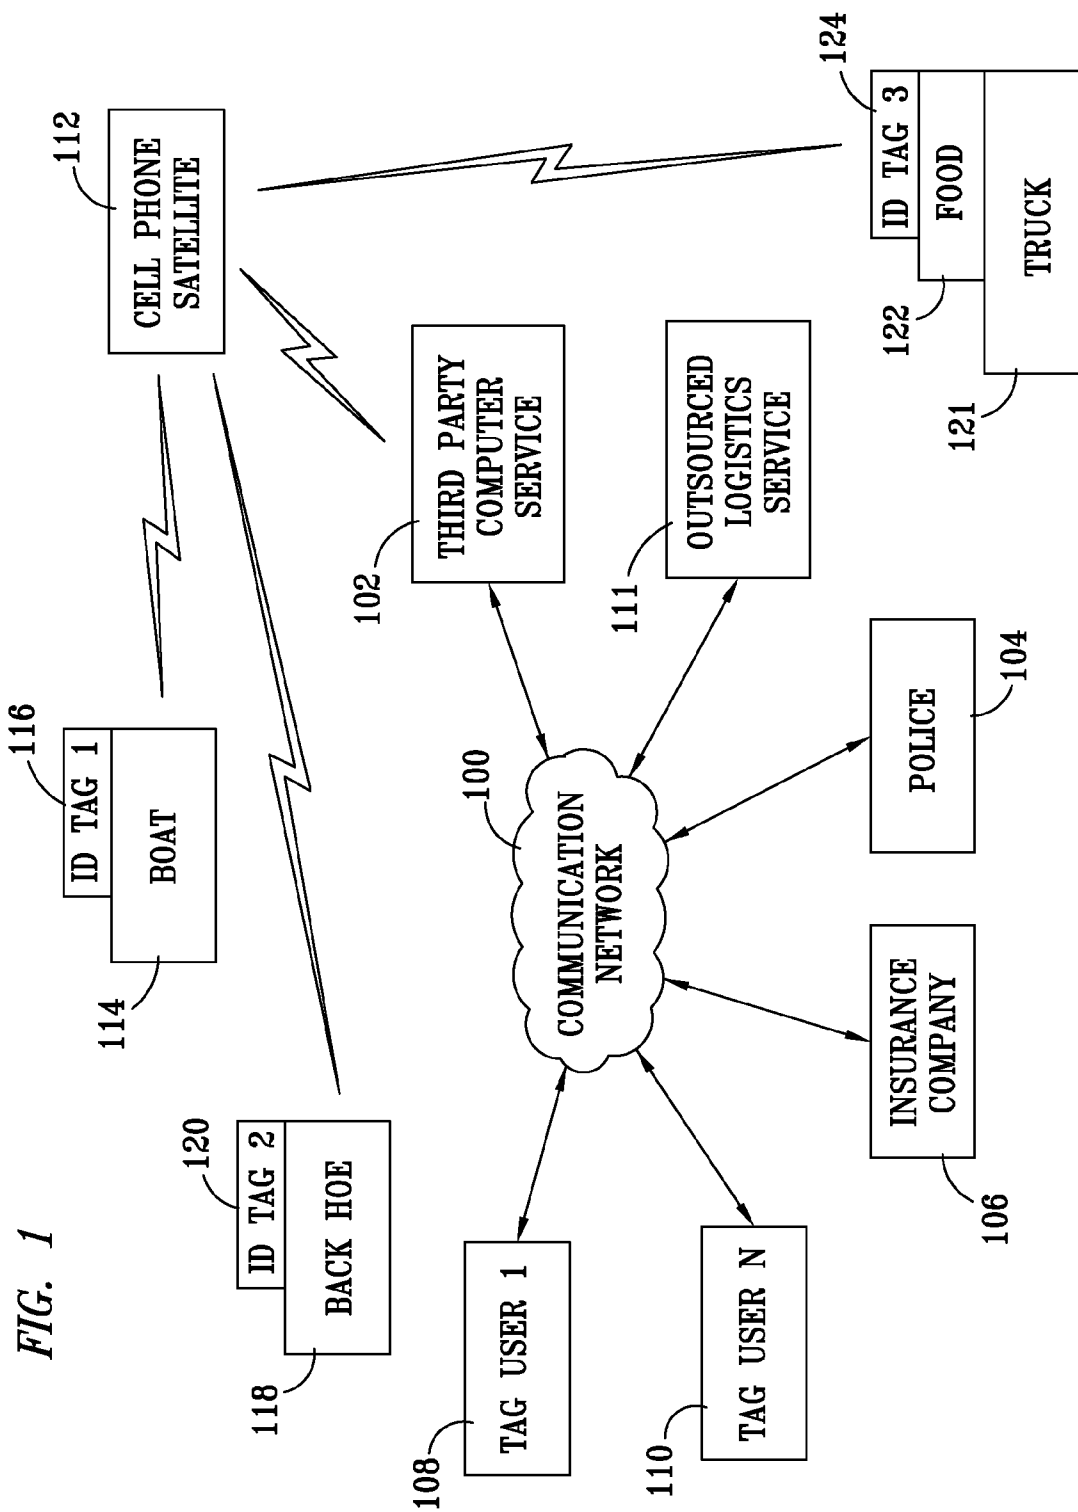 FIG. 1
116
ID TAG 1
BOAT
114
120
ID TAG 2
BACK HOE
118
112
CELL PHONE
SATELLITE
100
COMMUNICATION
NETWORK
102
THIRD PARTY
COMPUTER
SERVICE
108
TAG USER 1
110
TAG USER N
111
OUTSOURCED
LOGISTICS
SERVICE
106
INSURANCE
COMPANY
POLICE
104
124
ID TAG 3
122
FOOD
121
TRUCK